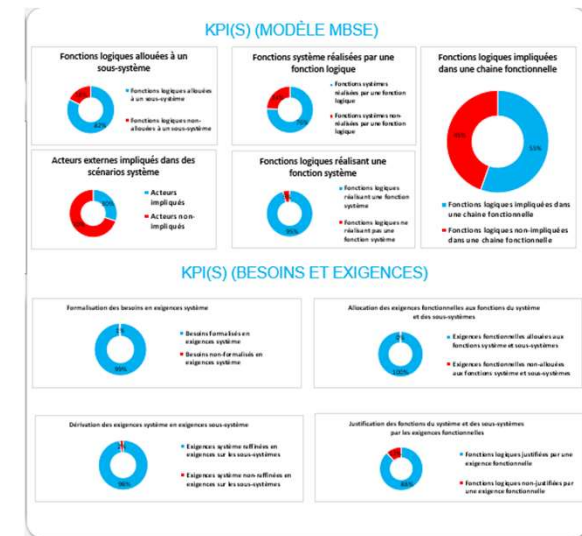 KPI(S) (MODÈLE MBSE)
Fonctions logiques allouées à un
sous-système
Fonctions logiques allouées
à un sous-système
Fonctions logiques non-
allouées à un sous-système
82%
Fonctions système réalisées par une
fonction logique
Fonctions systèmes
réalisées par une fonction
logique
Fonctions systèmes non-
réalisées par une fonction
logique
Fonctions logiques impliquées
dans une chaine fonctionnelle
55%
Fonctions logiques impliquées dans
une chaine fonctionnelle
Fonctions logiques non-impliquées
dans une chaine fonctionnelle
Acteurs externes impliqués dans des
scénarios système
Acteurs
impliqués
Acteurs non-
impliqués
30%
Fonctions logiques réalisant une
fonction système
Fonctions logiques
réalisant une fonction
système
Fonctions logiques ne
réalisant pas une
fonction système
95%
KPI(S) (BESOINS ET EXIGENCES)
Formalisation des besoins en exigences système
Besoins formalisés en
exigences système
Besoins non-formalisés en
exigences système
99%
Allocation des exigences fonctionnelles aux fonctions du système
et des sous-systèmes
Exigences fonctionnelles allouées aux
fonctions système et sous-systèmes
Exigences fonctionnelles non-allouées
aux fonctions système et sous-systèmes
0%
100%
Dérivation des exigences système en exigences sous-système
Exigences système raffinées en
exigences sur les sous-systèmes
Exigences système non-raffinées en
exigences sur les sous-systèmes
98%
Justification des fonctions du système et des sous-systèmes
par les exigences fonctionnelles
Fonctions logiques justifiées par une
exigence fonctionnelle
Fonctions logiques non-justifiées par
une exigence fonctionnelle